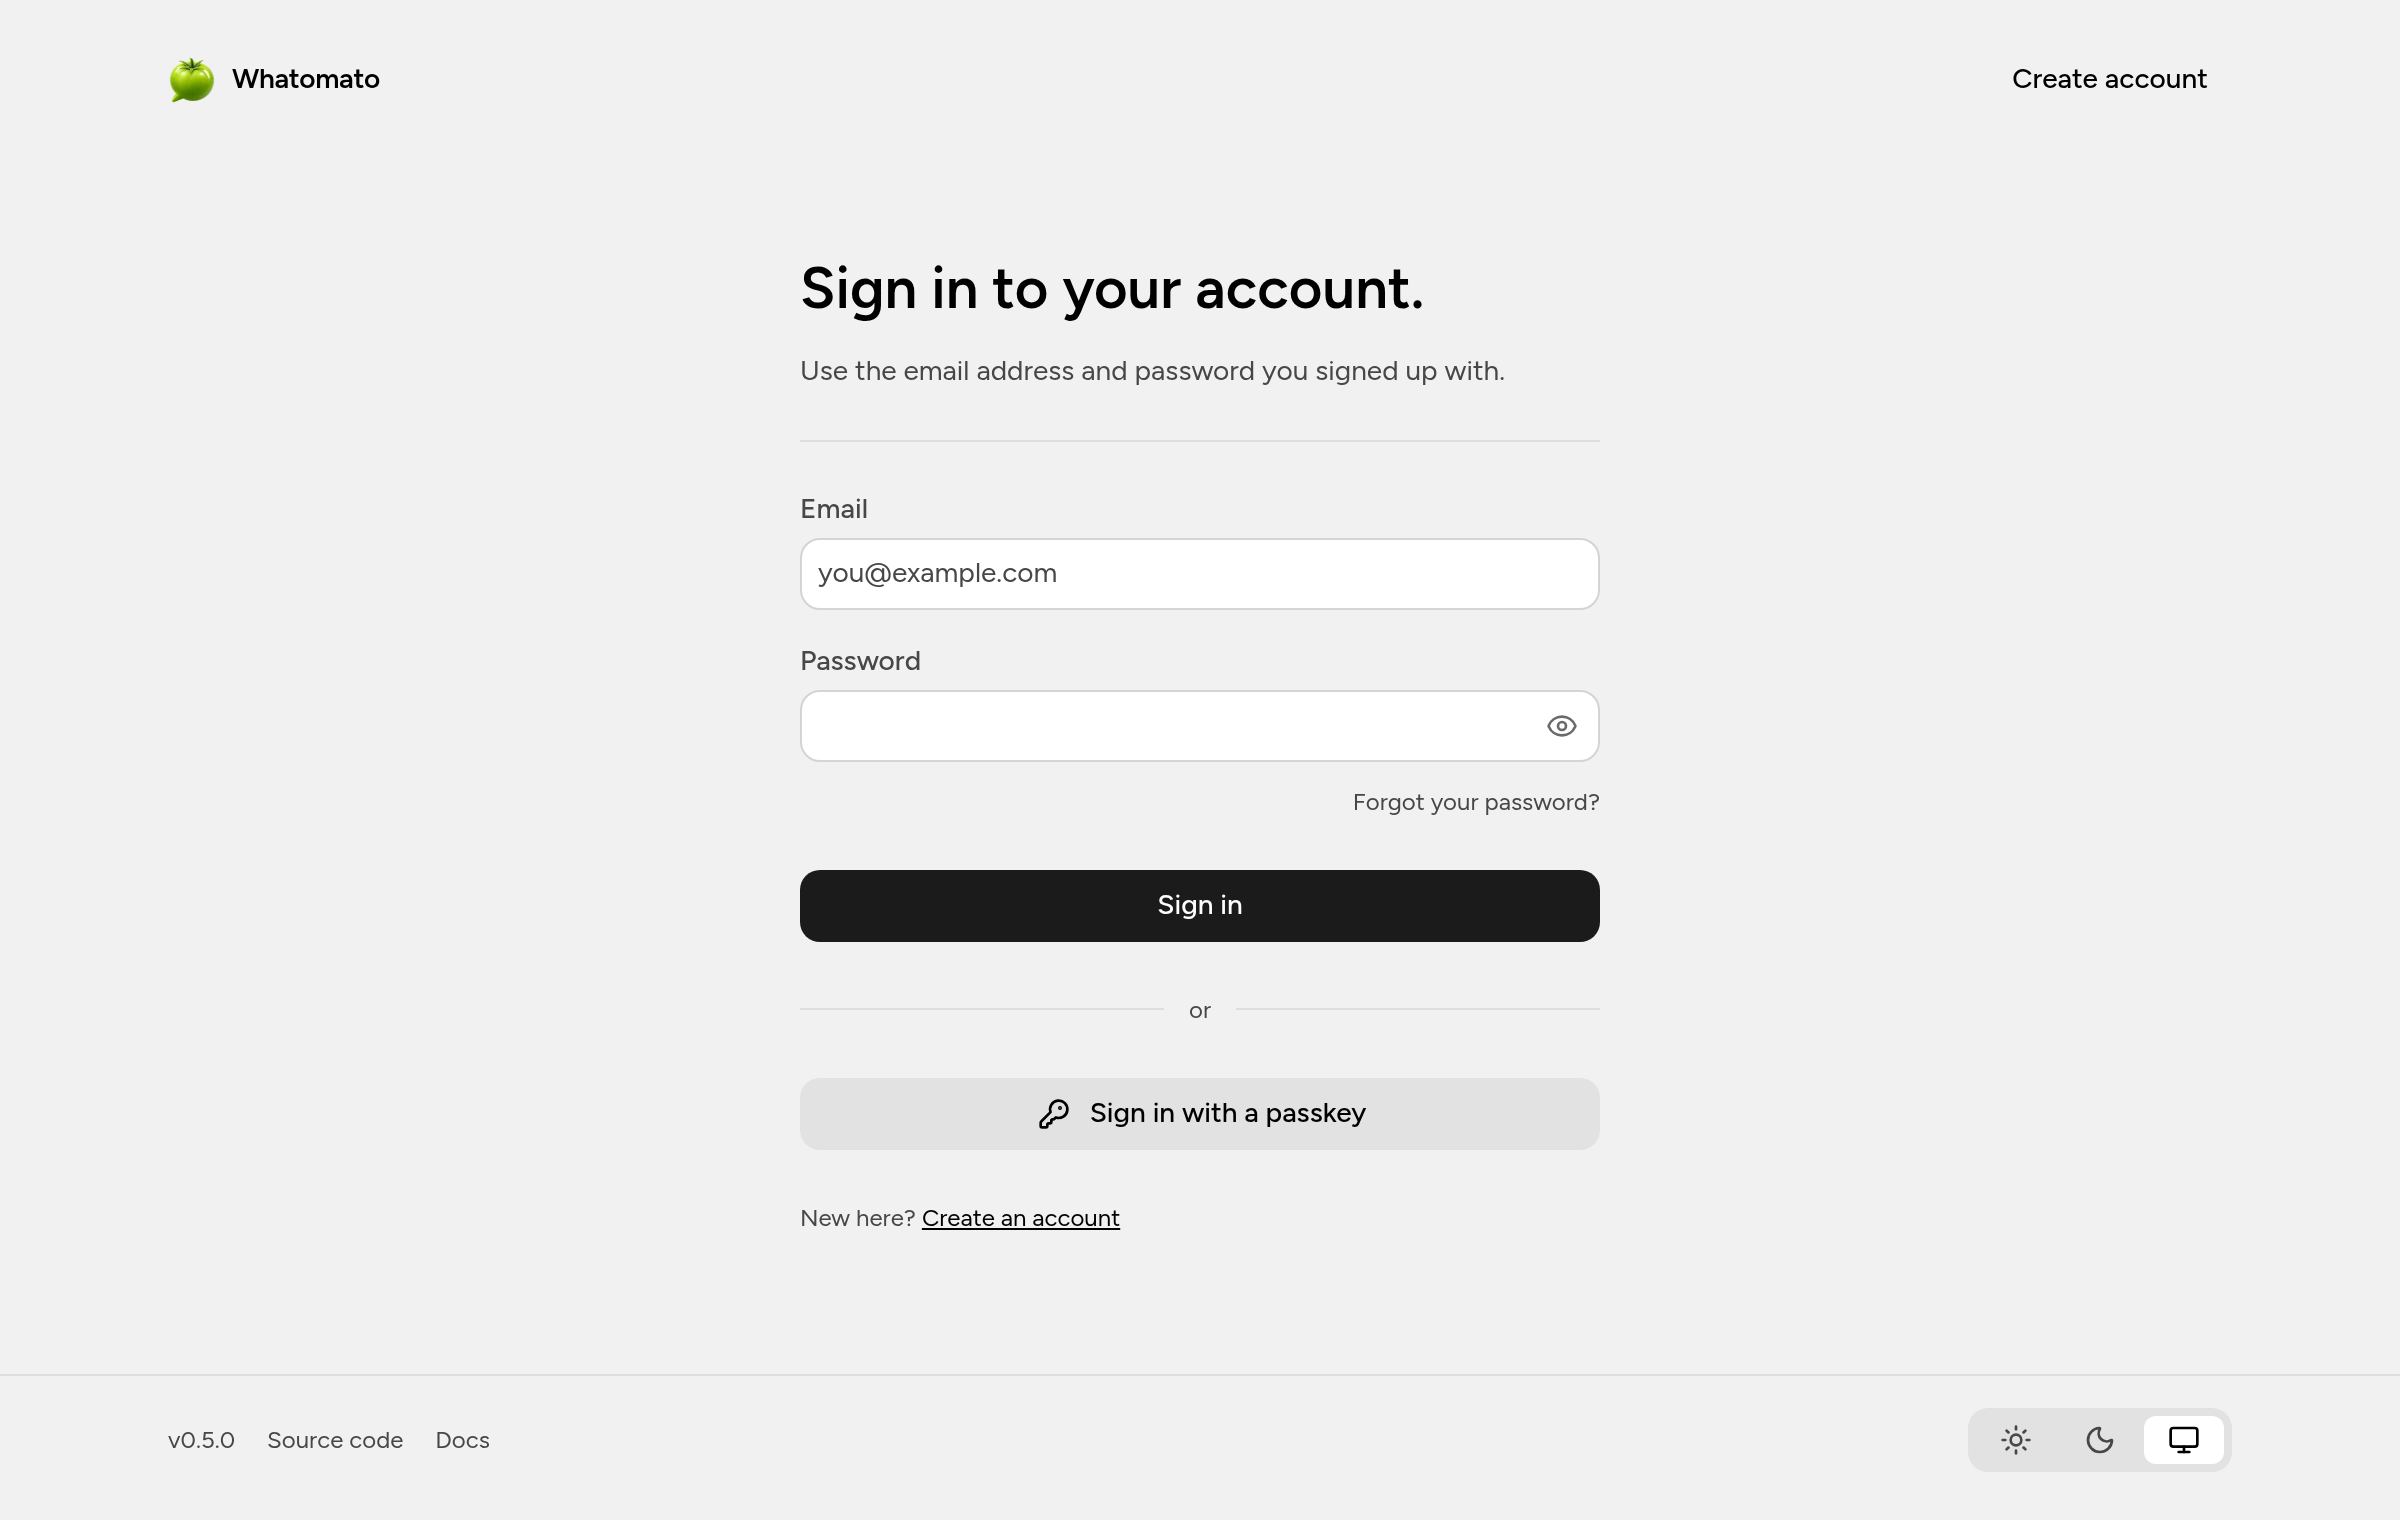 Whatomato
Create account
Sign in to your account.
Use the email address and password you signed up with.
Email
you@example.com
Password
Forgot your password?
Sign in
or
Sign in with a passkey
New here? Create an account
v0.5.0 Source code Docs